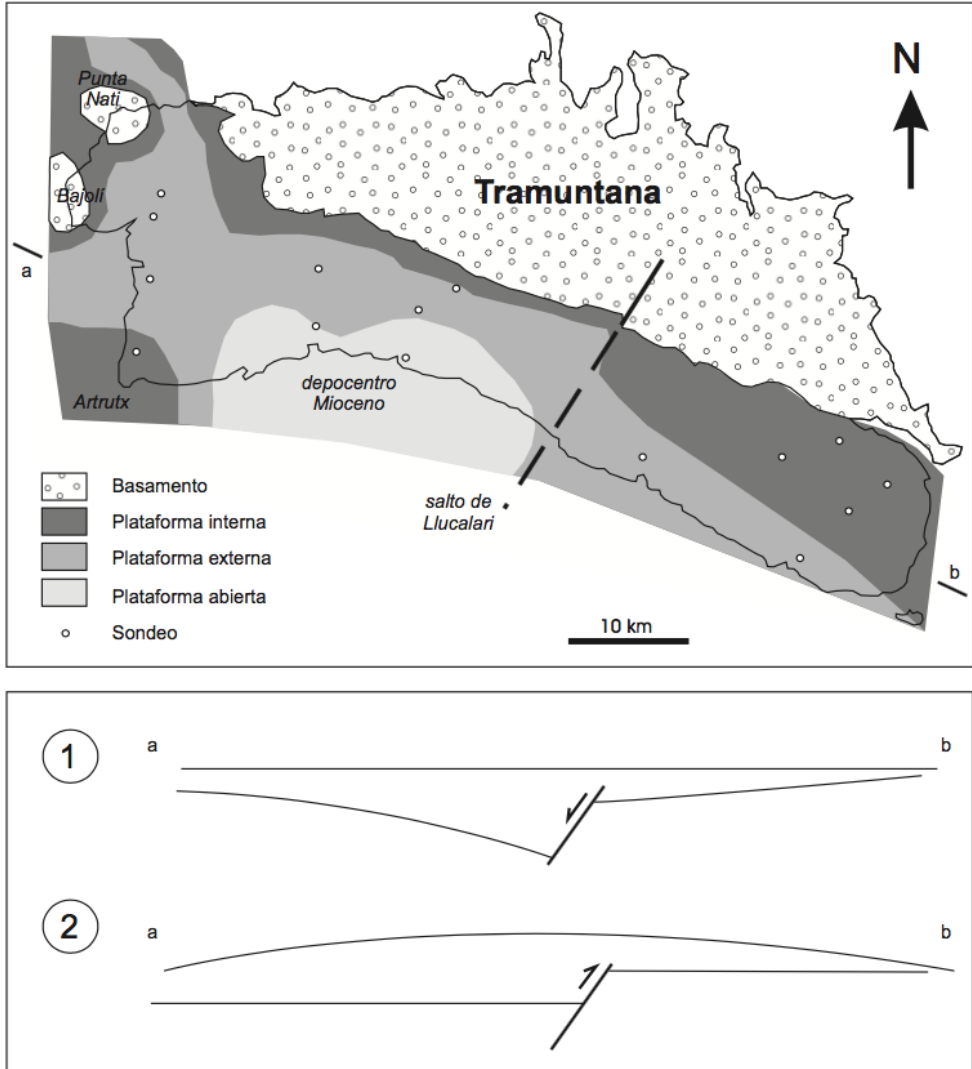 N
Punta
Nati
Bajolí
Tramuntana
a
depocentro
Mioceno
Artrutx
salto de
Llucalari
b
Basamento
Plataforma interna
Plataforma externa
Plataforma abierta
Sondeo
10 km
1
a
b
2
a
b